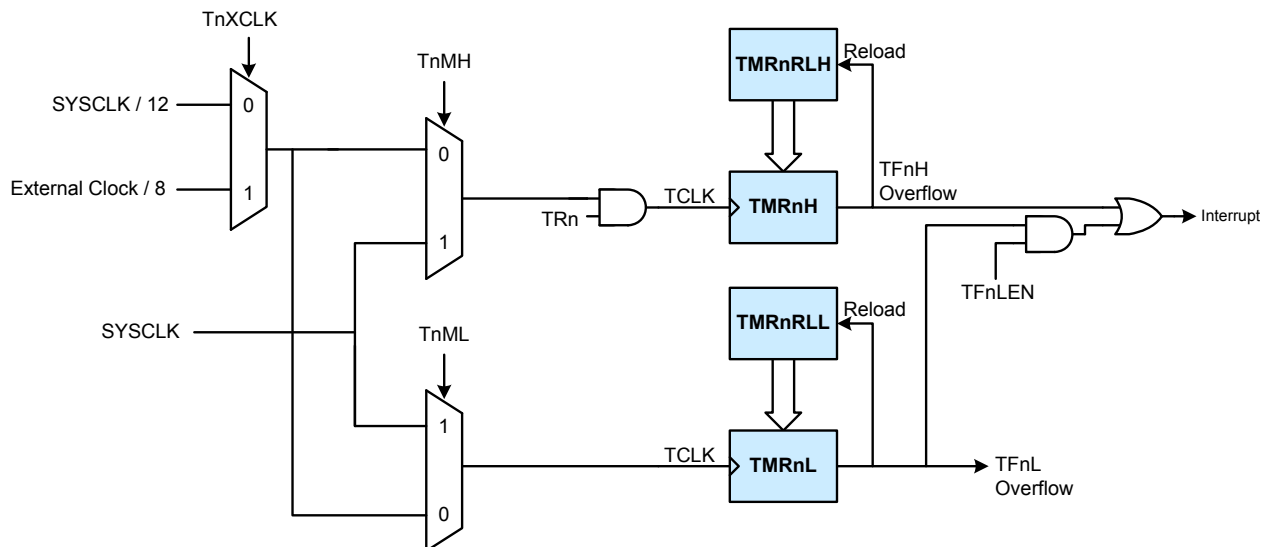 TnXCLK
SYSCLK / 12
0
External Clock / 8
1
TnMH
0
1
TRn
TCLK
TMRnRLH
Reload
TMRnH
TFnH
Overflow
Interrupt
TFnLEN
SYSCLK
TnML
1
0
TCLK
TMRnRLL
Reload
TMRnL
TFnL
Overflow